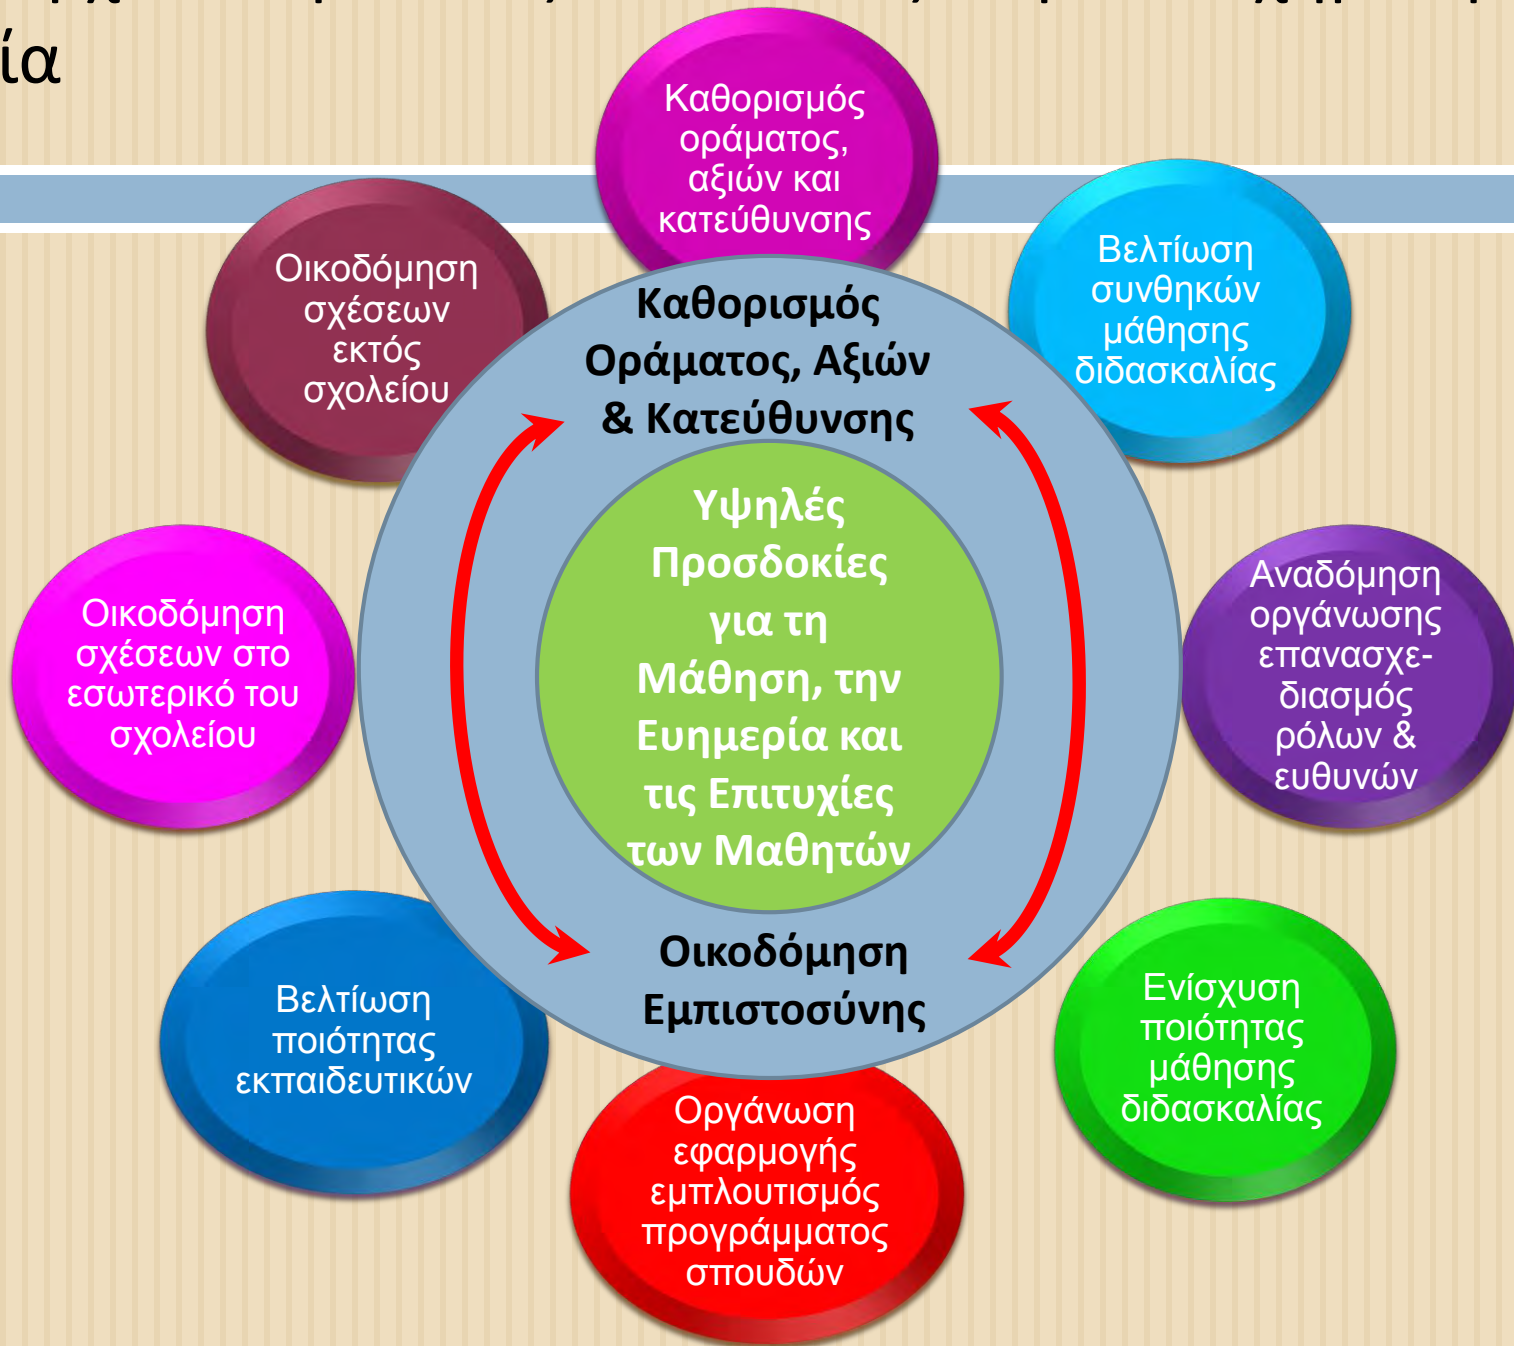 ία
Καθορισμός
οράματος,
αξιών και
κατεύθυνσης
Βελτίωση
συνθηκών
μάθησης
διδασκαλίας
Αναδόμηση
οργάνωσης
επανασχε-
διασμός
ρόλων &
ευθυνών
Ενίσχυση
ποιότητας
μάθησης
διδασκαλίας
Οργάνωση
εφαρμογής
εμπλουτισμός
προγράμματος
σπουδών
Βελτίωση
ποιότητας
εκπαιδευτικών
Οικοδόμηση
σχέσεων στο
εσωτερικό του
σχολείου
Οικοδόμηση
σχέσεων
εκτός
σχολείου
Καθορισμός
Οράματος, Αξιών
& Κατεύθυνσης
Υψηλές
Προσδοκίες
για τη
Μάθηση, την
Ευημερία και
τις Επιτυχίες
των Μαθητών
Οικοδόμηση
Εμπιστοσύνης